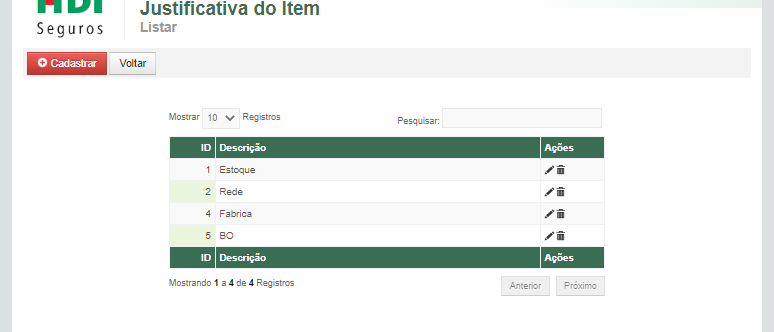 HDI
Seguros
Justificativa do Item
Listar
Cadastrar Voltar
Mostrar 10 Registros Pesquisar:
ID Descrição Ações
1 Estoque
2 Rede
4 Fabrica
5 BO
ID Descrição Ações
Mostrando 1 a 4 de 4 Registros Anterior Próximo